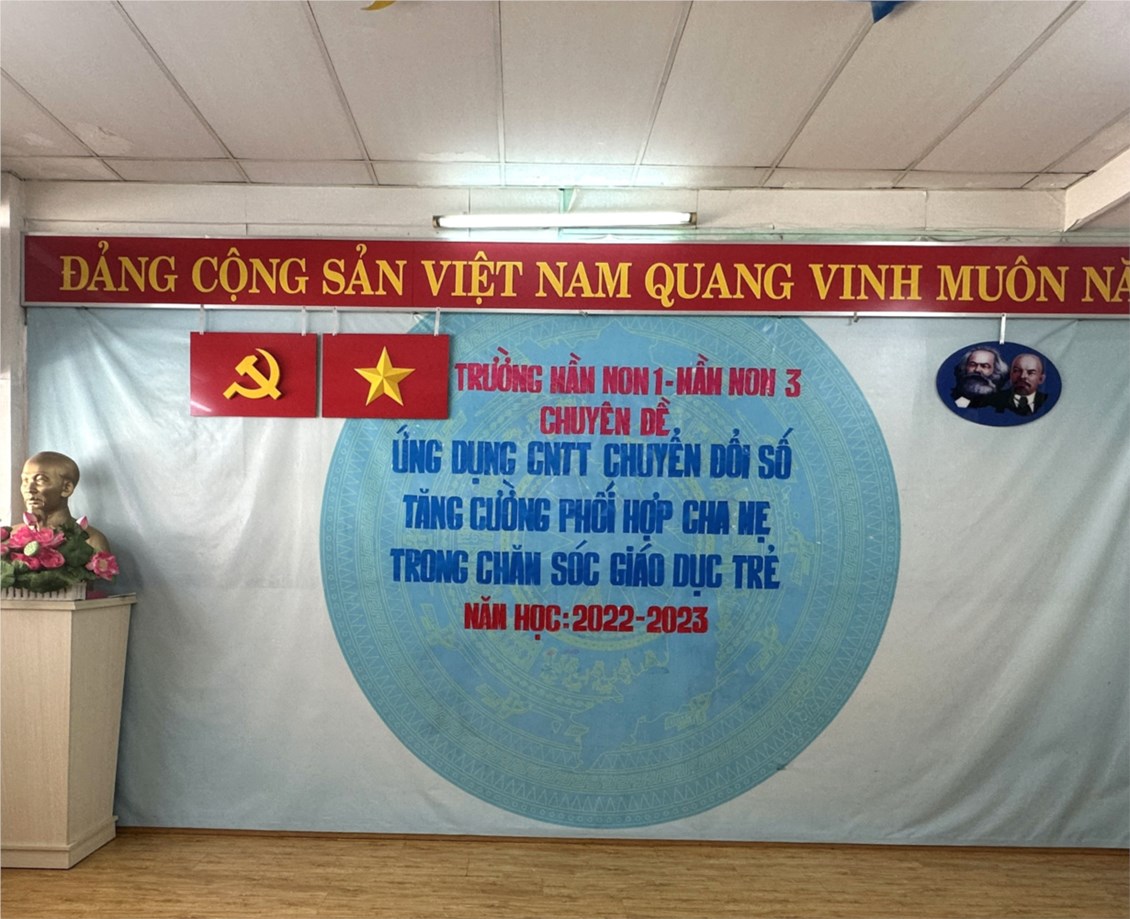 ĐẢNG CỘNG SẢN VIỆT NAM QUANG VINH MUÔN NĂ
TRƯỜNG MẦN NON 1-MẦN NON 3
CHUYÊN ĐỀ
ỨNG DỤNG CNTT CHUYỂN ĐỔI SỐ
TĂNG CƯỜNG PHỐI HỢP CHA MẸ
TRONG CHĂM SÓC GIÁO DỤC TRẺ
NĂM HỌC: 2022-2023